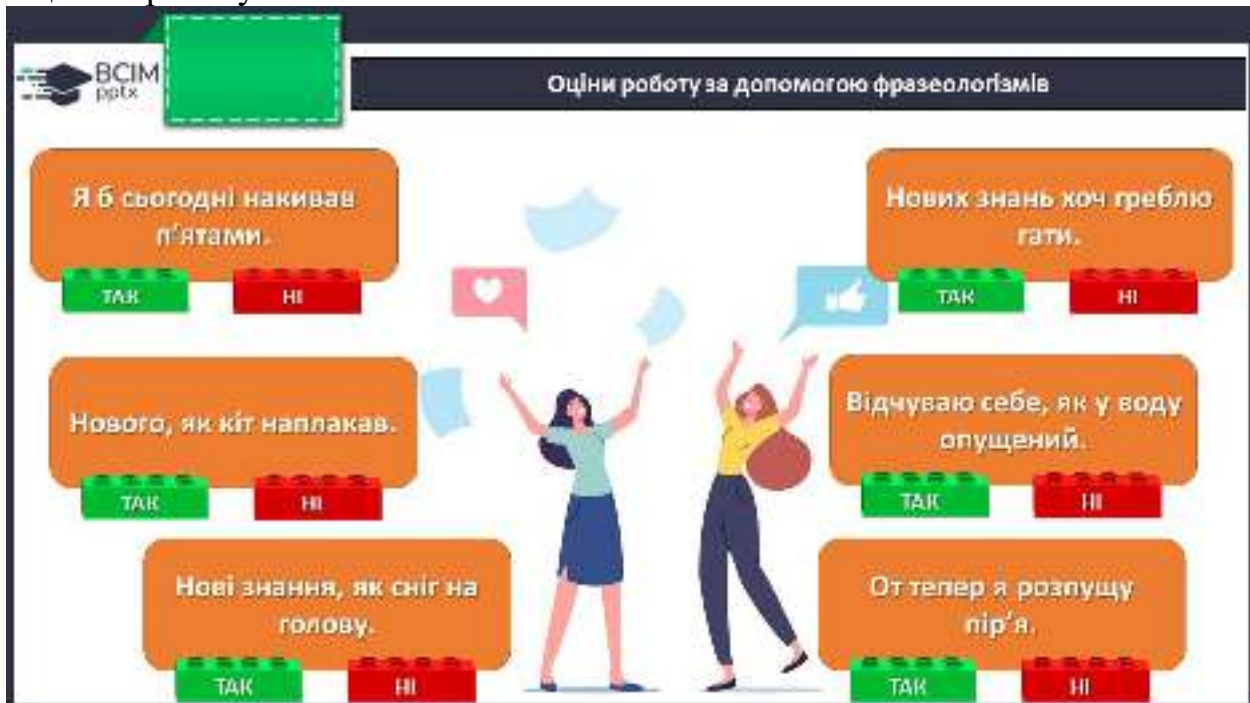 ВСІМ
pptx
Оціни роботу за допомогою фразеологізмів
Я б сьогодні накивав
п'ятами.
ТАК
НІ
Нових знань хоч греблю
гати.
ТАК
НІ
Нового, як кіт наплакав.
ТАК
НІ
Відчуваю себе, як у воду
опущений.
ТАК
НІ
Нові знання, як сніг на
голову.
ТАК
НІ
От тепер я розпущу
пір'я.
ТАК
НІ